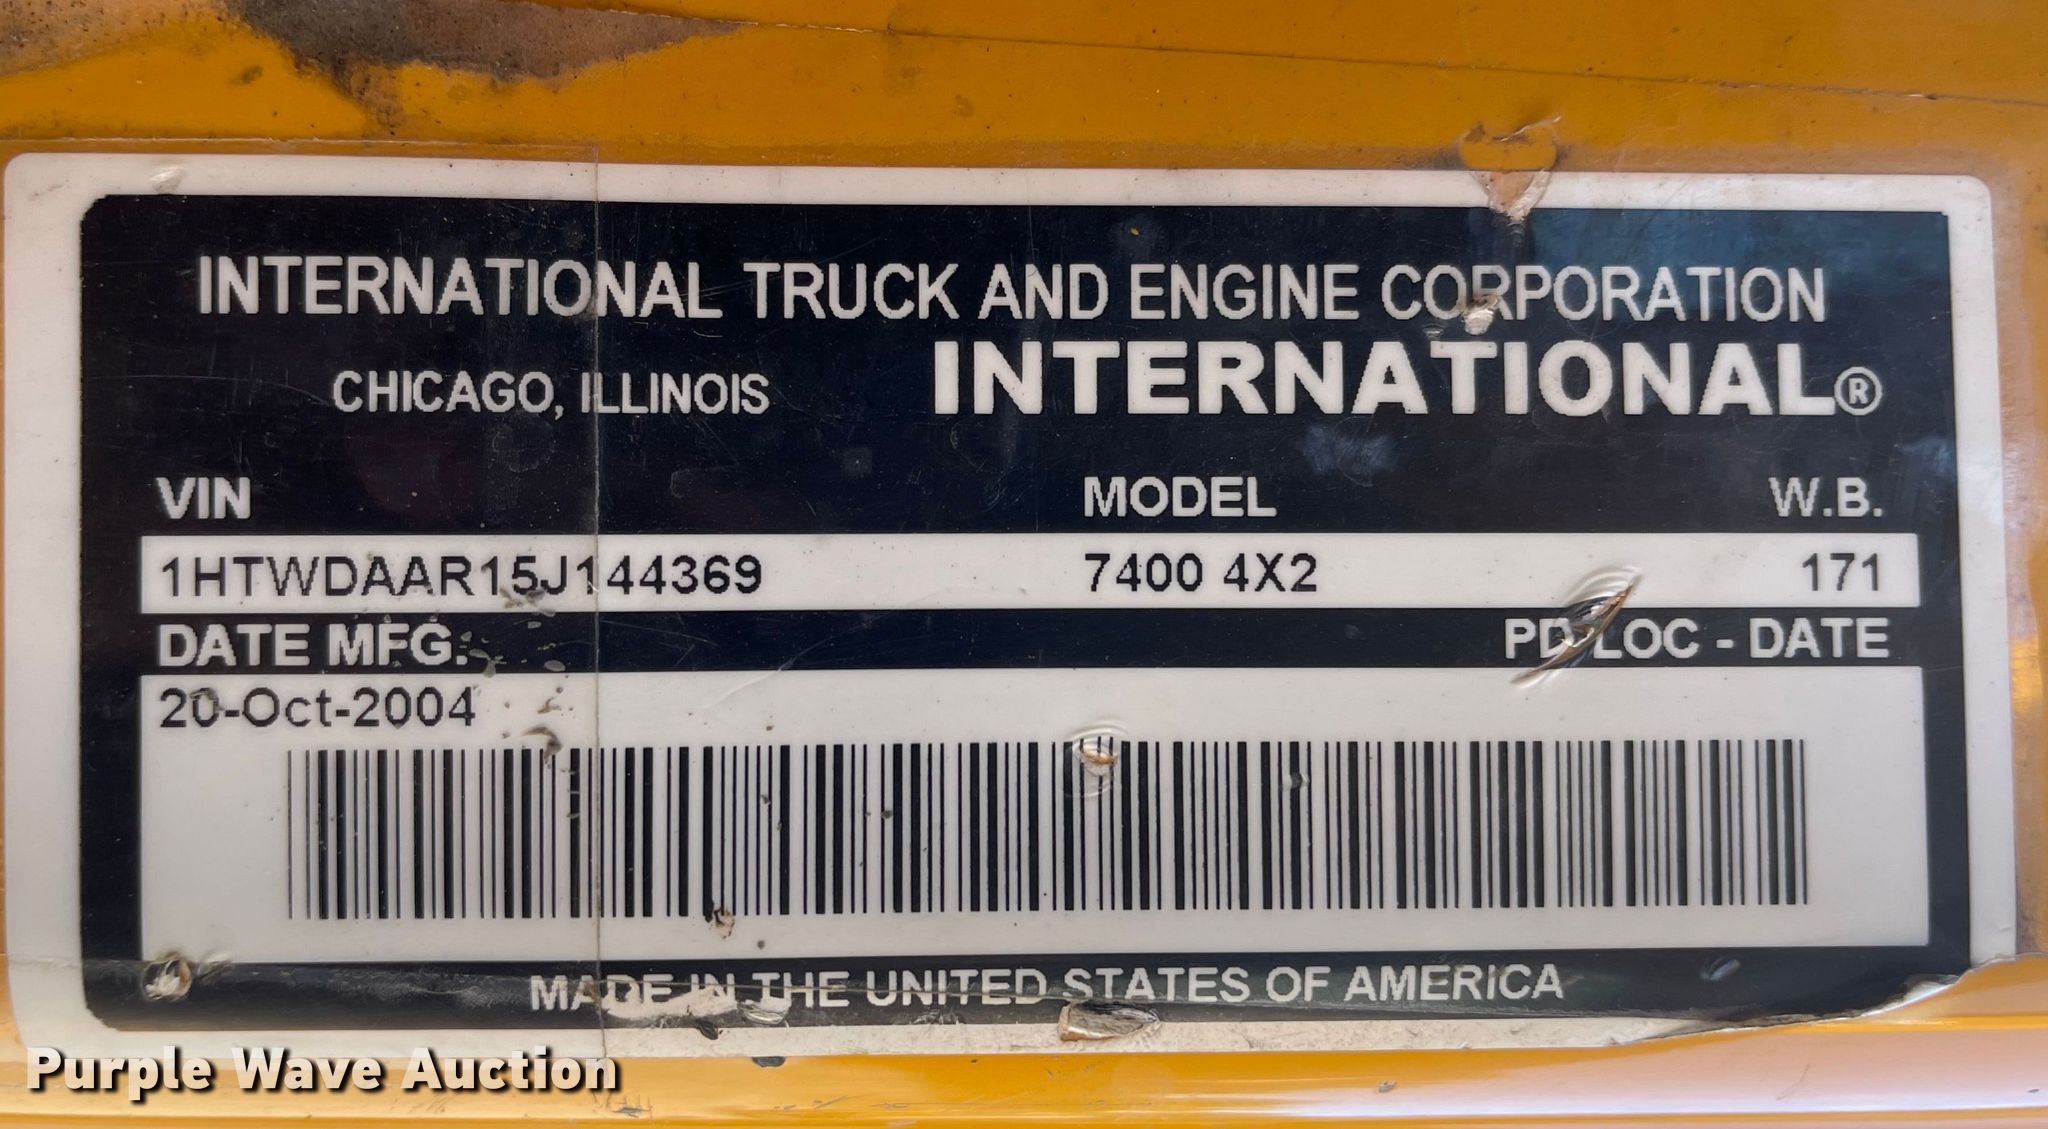 INTERNATIONAL TRUCK AND ENGINE CORPORATION
CHICAGO, ILLINOIS INTERNATIONAL®
VIN MODEL W.B.
1HTWDAAR15J144369 7400 4X2 171
DATE MFG. PD LOC - DATE
20-Oct-2004
MADE IN THE UNITED STATES OF AMERICA
Purple Wave Auction